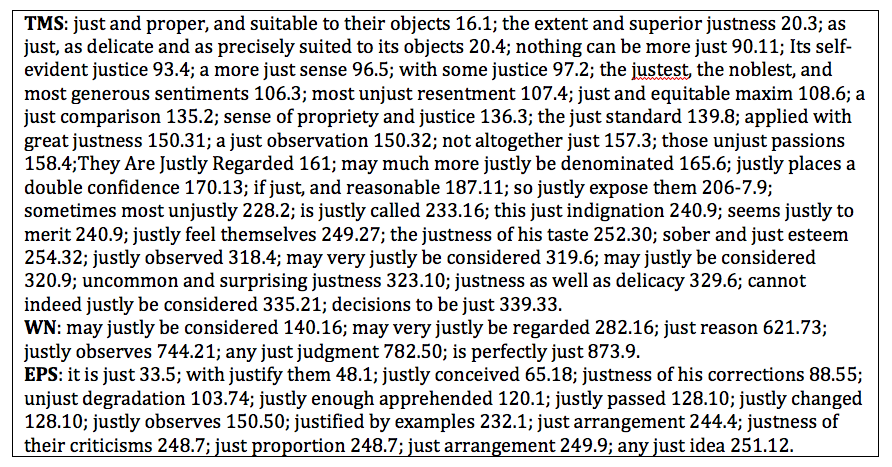 TMS: just and proper, and suitable to their objects 16.1; the extent and superior justness 20.3; as
just, as delicate and as precisely suited to its objects 20.4; nothing can be more just 90.11; Its self-
evident justice 93.4; a more just sense 96.5; with some justice 97.2; the justest, the noblest, and
most generous sentiments 106.3; most unjust resentment 107.4; just and equitable maxim 108.6; a
just comparison 135.2; sense of propriety and justice 136.3; the just standard 139.8; applied with
great justness 150.31; a just observation 150.32; not altogether just 157.3; those unjust passions
158.4;They Are Justly Regarded 161; may much more justly be denominated 165.6; justly places a
double confidence 170.13; if just, and reasonable 187.11; so justly expose them 206-7.9;
sometimes most unjustly 228.2; is justly called 233.16; this just indignation 240.9; seems justly to
merit 240.9; justly feel themselves 249.27; the justness of his taste 252.30; sober and just esteem
254.32; justly observed 318.4; may very justly be considered 319.6; may justly be considered
320.9; uncommon and surprising justness 323.10; justness as well as delicacy 329.6; cannot
indeed justly be considered 335.21; decisions to be just 339.33.
WN: may justly be considered 140.16; may very justly be regarded 282.16; just reason 621.73;
justly observes 744.21; any just judgment 782.50; is perfectly just 873.9.
EPS: it is just 33.5; with justify them 48.1; justly conceived 65.18; justness of his corrections 88.55;
unjust degradation 103.74; justly enough apprehended 120.1; justly passed 128.10; justly changed
128.10; justly observes 150.50; justified by examples 232.1; just arrangement 244.4; justness of
their criticisms 248.7; just proportion 248.7; just arrangement 249.9; any just idea 251.12.